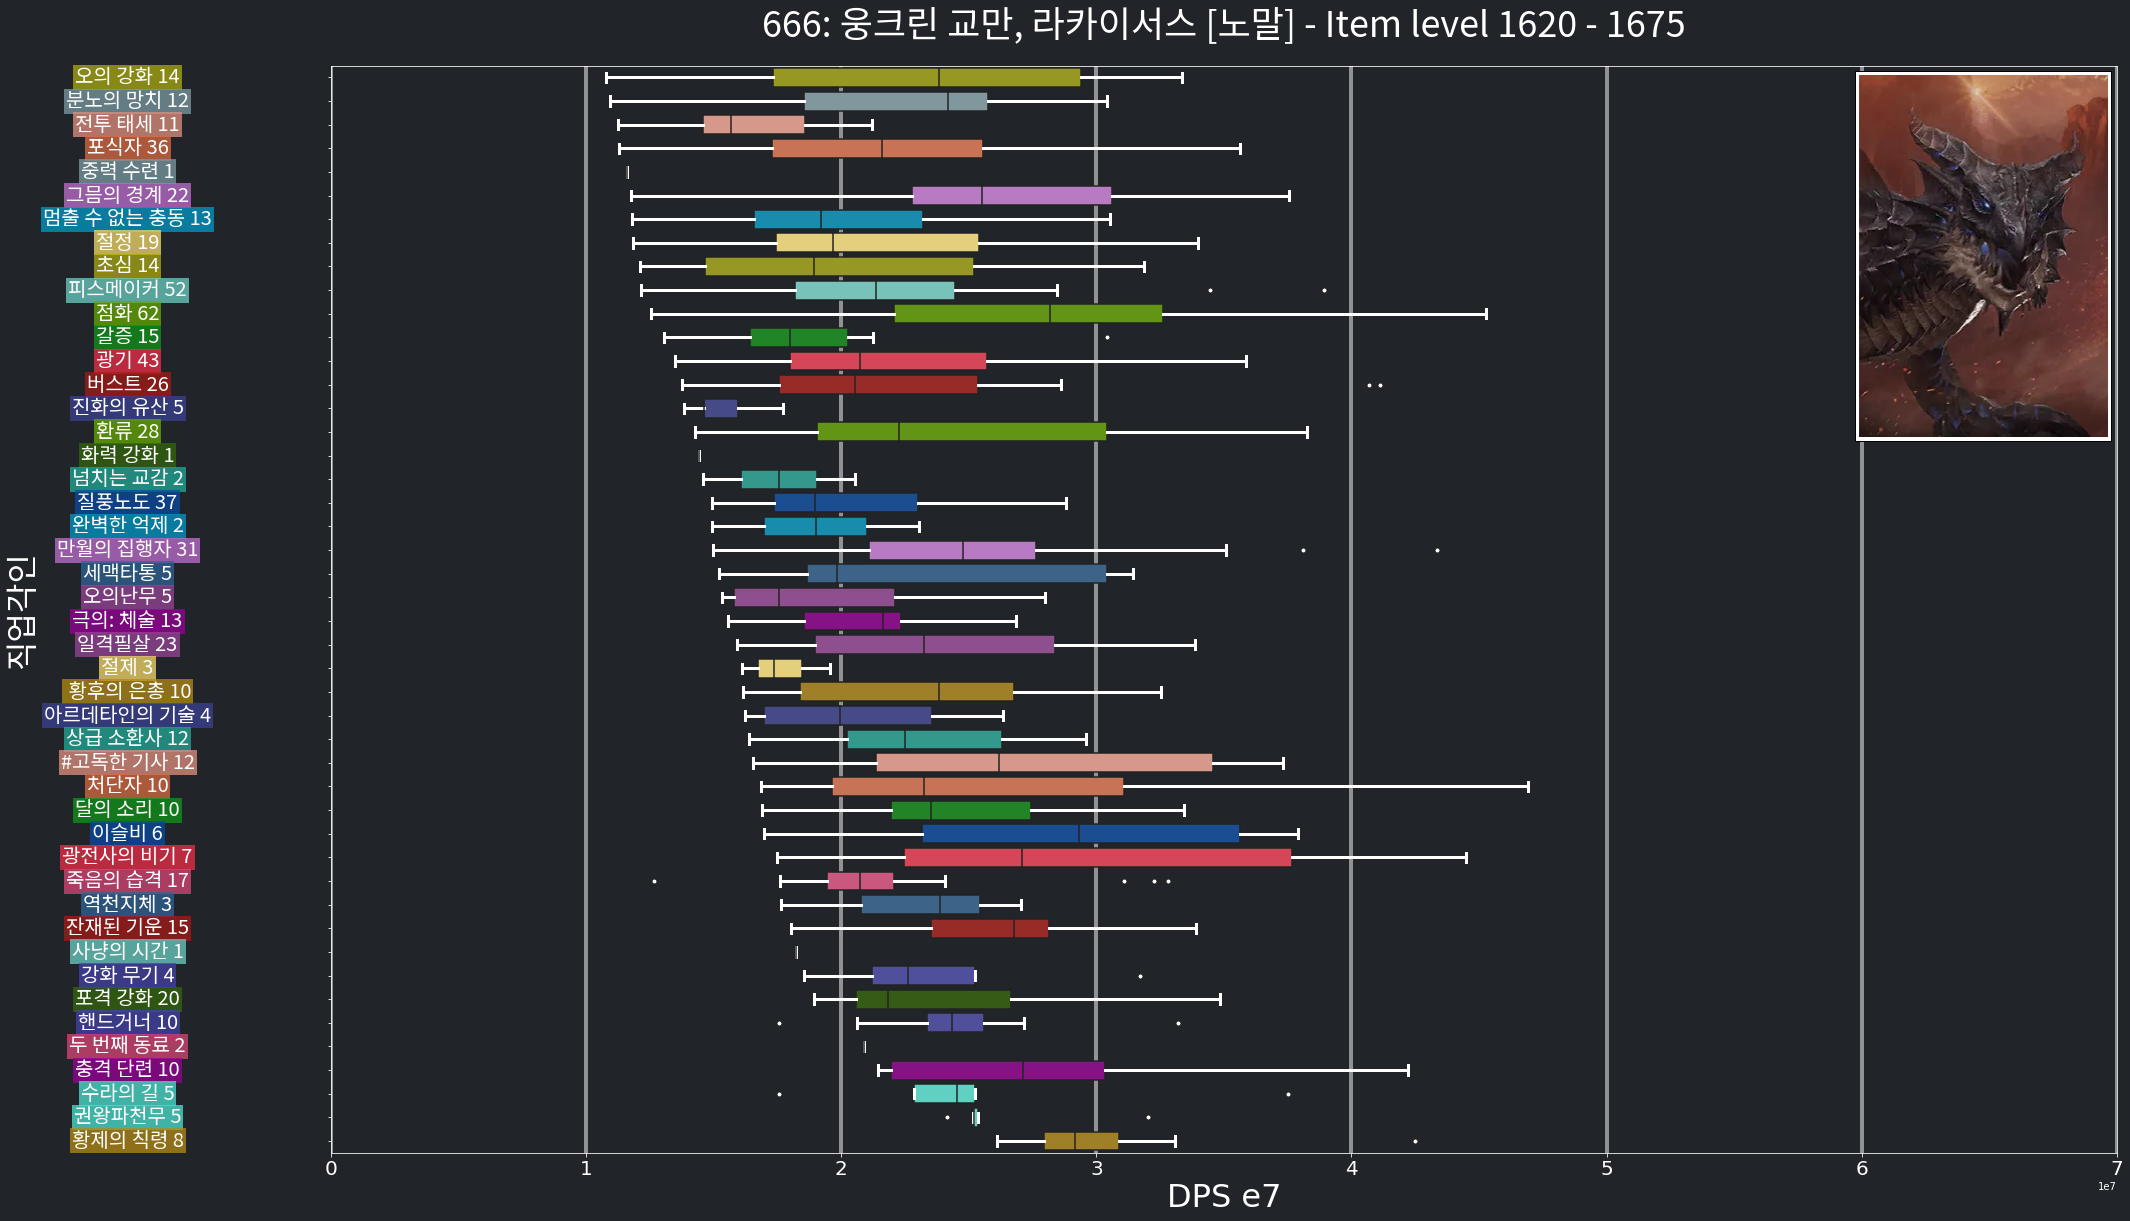 666: 웅크린 교만, 라카이서스 [노말] - Item level 1620 - 1675
오의 강화 14
분노의 망치 12
전투 태세 11
포식자 36
중력 수련 1
그믐의 경계 22
멈출 수 없는 충동 13
절정 19
초심 14
피스메이커 52
점화 62
갈증 15
광기 43
버스트 26
진화의 유산 5
환류 28
화력 강화 1
넘치는 교감 2
질풍노도 37
완벽한 억제 2
만월의 집행자 31
세맥타통 5
오의난무 5
극의: 체술 13
일격필살 23
절제 3
황후의 은총 10
아르데타인의 기술 4
상급 소환사 12
#고독한 기사 12
처단자 10
달의 소리 10
이슬비 6
광전사의 비기 7
죽음의 습격 17
역천지체 3
잔재된 기운 15
사냥의 시간 1
강화 무기 4
포격 강화 20
핸드거너 10
두 번째 동료 2
충격 단련 10
수라의 길 5
권왕파천무 5
황제의 칙령 8
직업각인
0 1 2 3 4 5 6 7
1e7
DPS e7